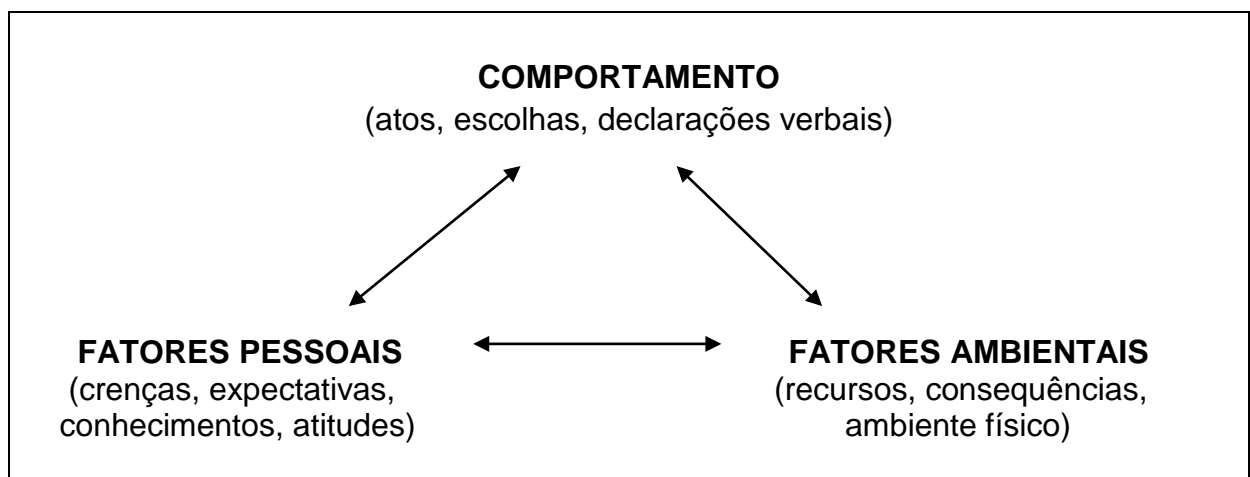 COMPORTAMENTO
(atos, escolhas, declarações verbais)
FATORES PESSOAIS
(crenças, expectativas,
conhecimentos, atitudes)
FATORES AMBIENTAIS
(recursos, consequências,
ambiente físico)